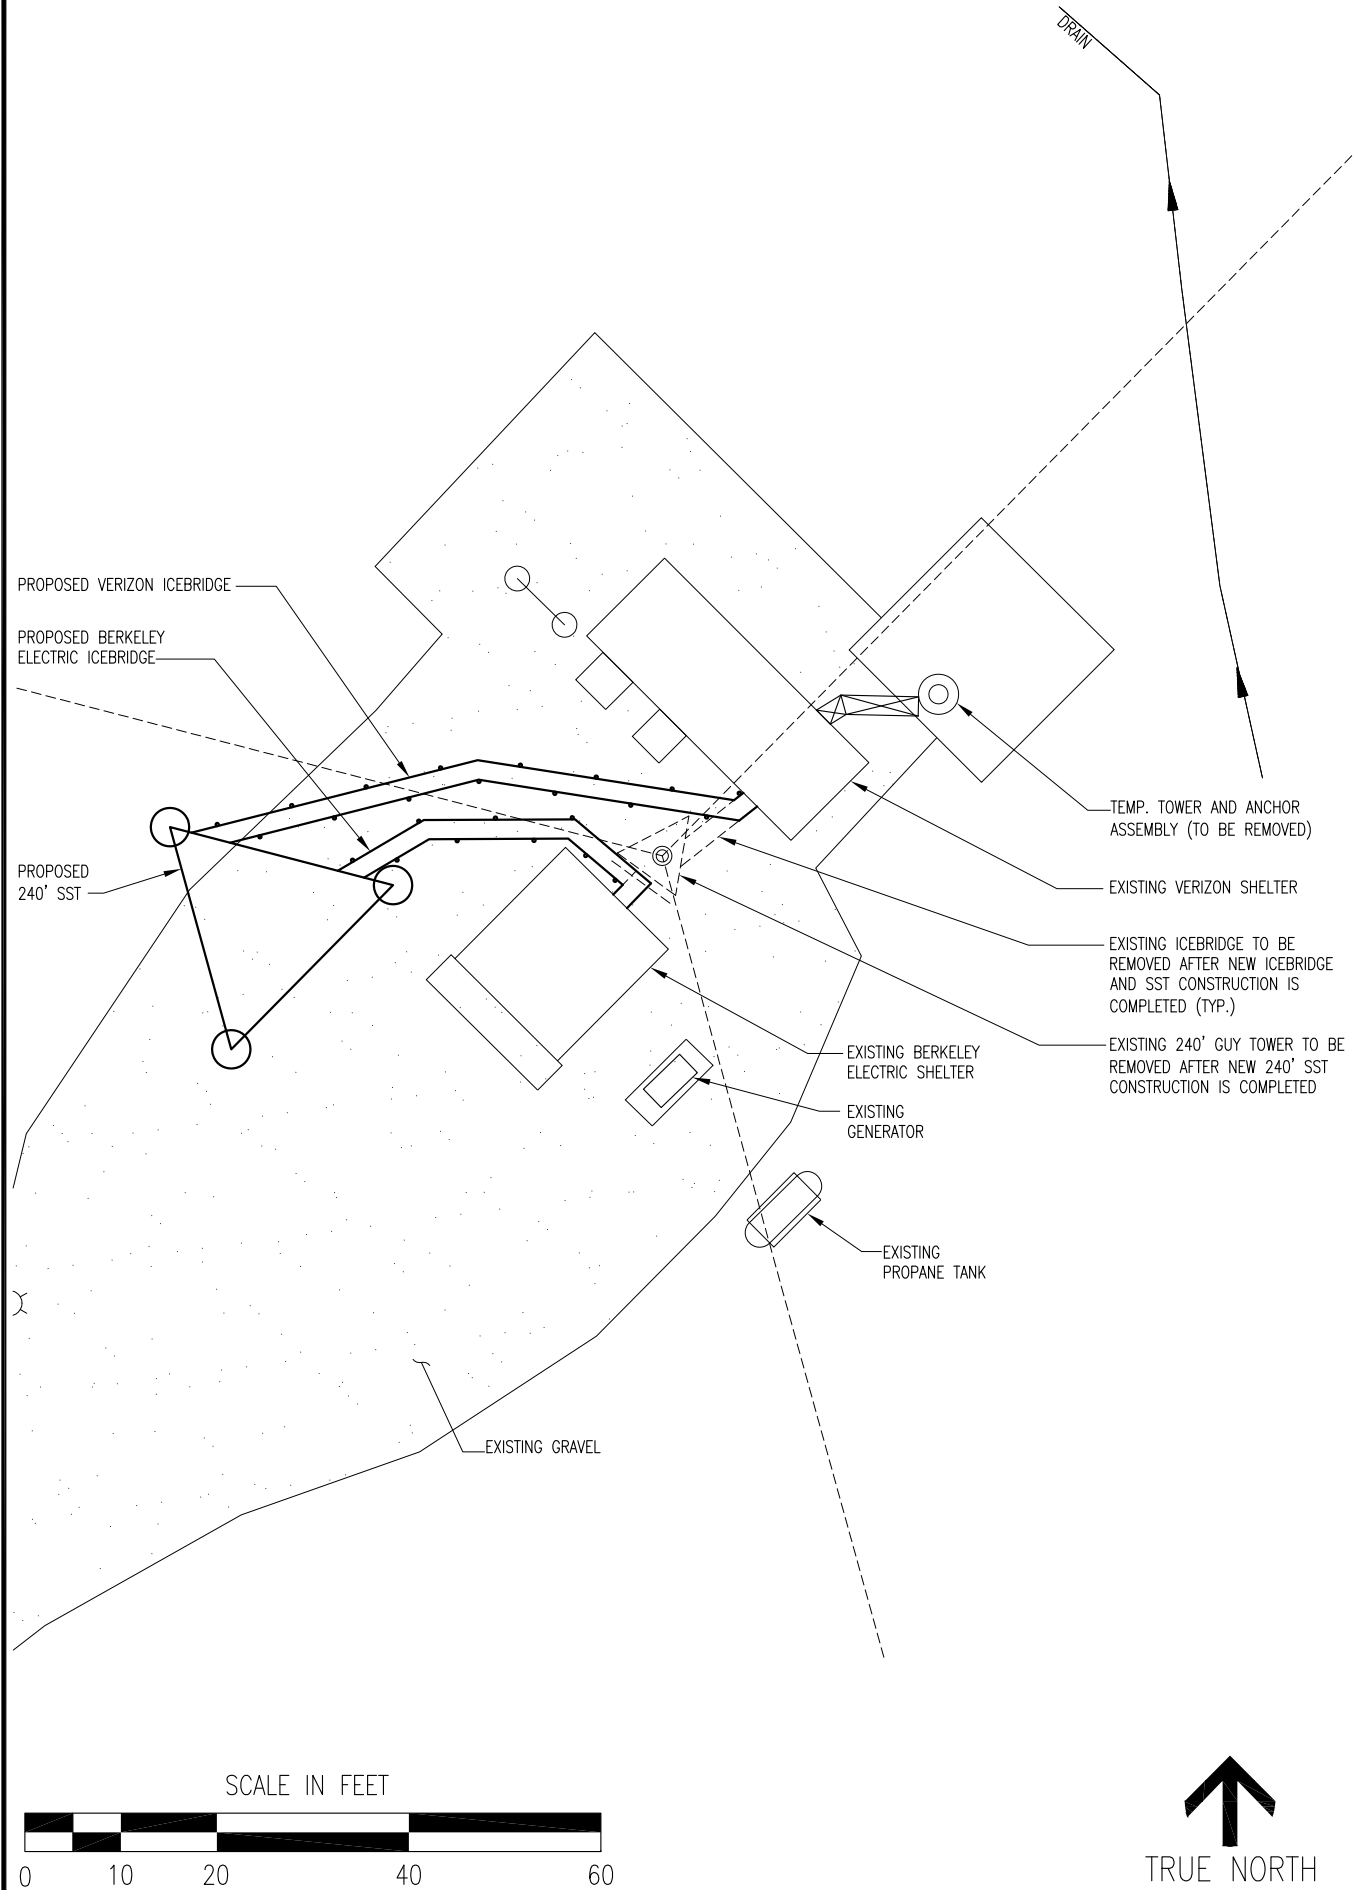 DRAIN
PROPOSED VERIZON ICEBRIDGE
PROPOSED BERKELEY
ELECTRIC ICEBRIDGE
PROPOSED
240' SST
TEMP. TOWER AND ANCHOR
ASSEMBLY (TO BE REMOVED)
EXISTING VERIZON SHELTER
EXISTING ICEBRIDGE TO BE
REMOVED AFTER NEW ICEBRIDGE
AND SST CONSTRUCTION IS
COMPLETED (TYP.)
EXISTING 240' GUY TOWER TO BE
REMOVED AFTER NEW 240' SST
CONSTRUCTION IS COMPLETED
EXISTING BERKELEY
ELECTRIC SHELTER
EXISTING
GENERATOR
EXISTING
PROPANE TANK
EXISTING GRAVEL
SCALE IN FEET
0 10 20 40 60
TRUE NORTH